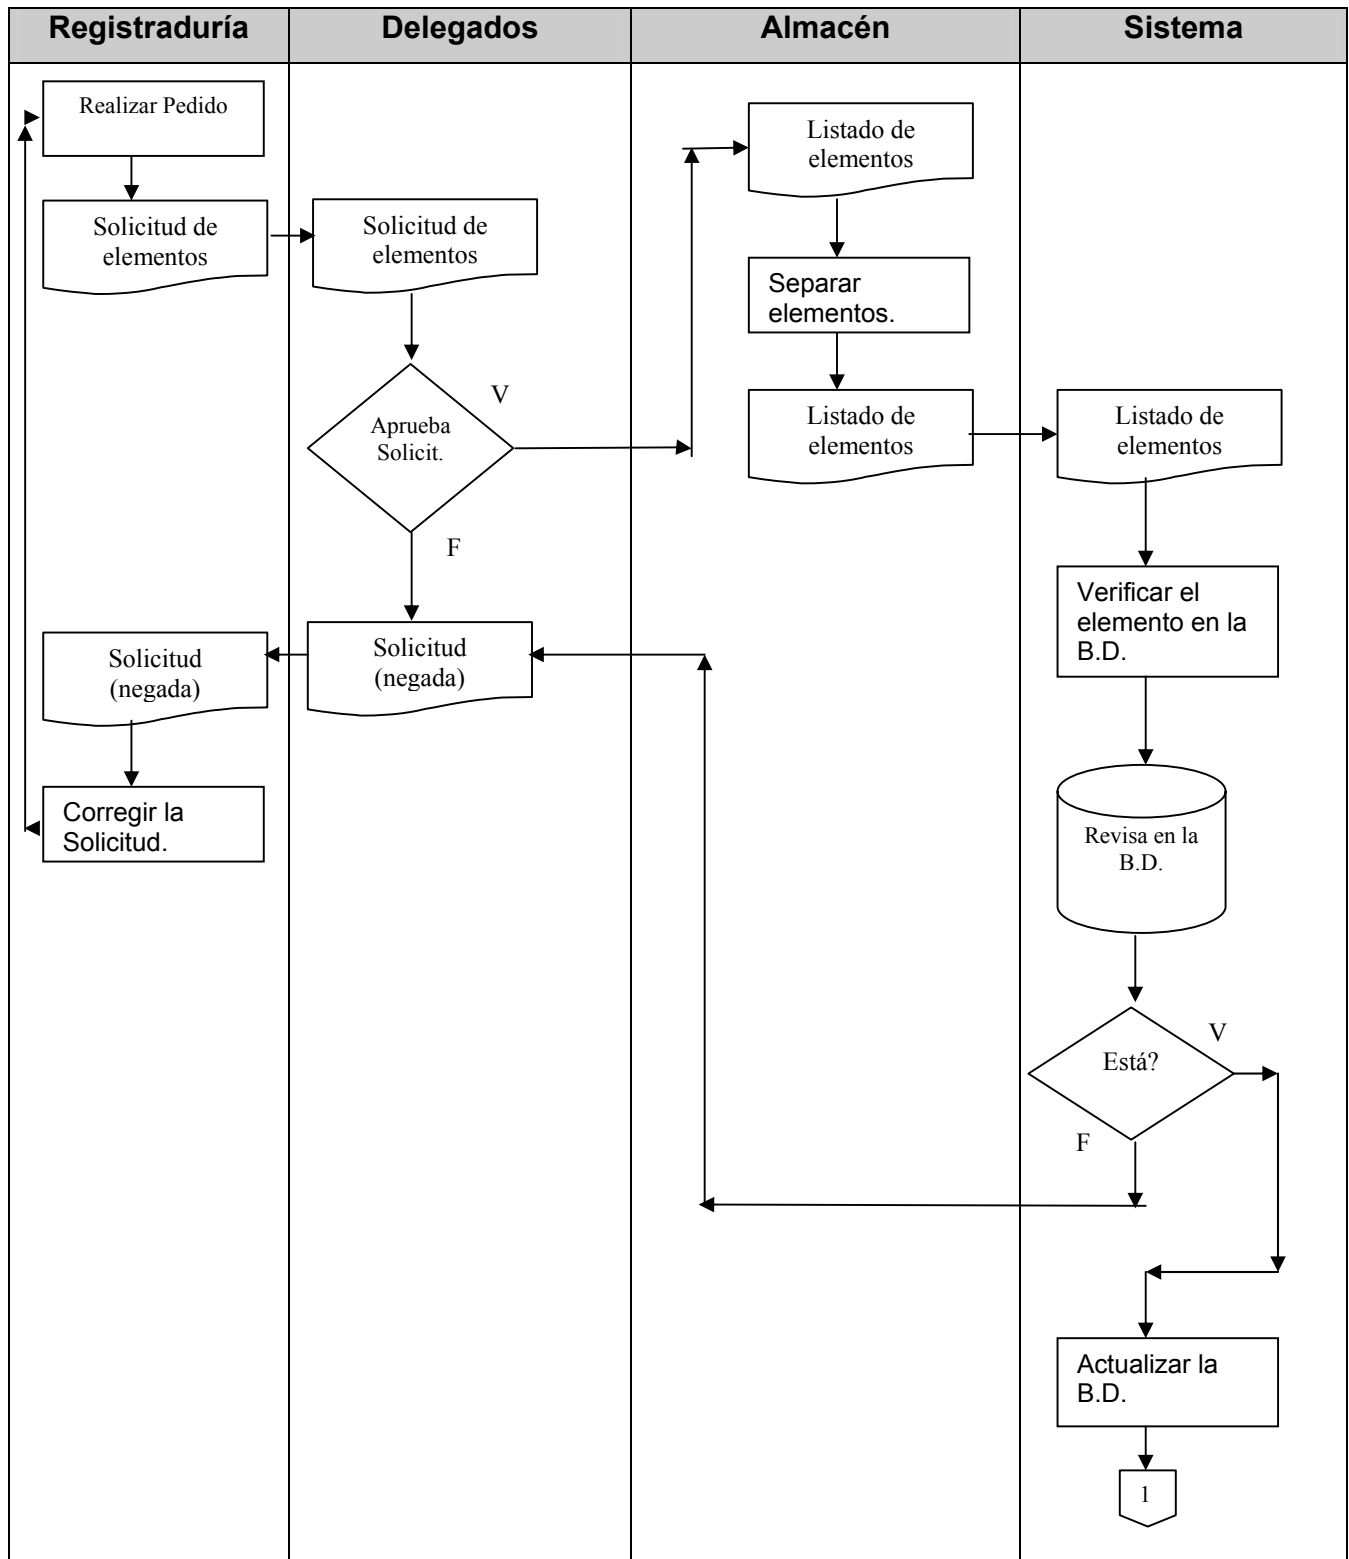 Registraduría
Delegados
Almacén
Sistema
Realizar Pedido
Solicitud de
elementos
Solicitud de
elementos
Aprueba
Solicit.
V
F
Solicitud
(negada)
Solicitud
(negada)
Corregir la
Solicitud.
Listado de
elementos
Separar
elementos.
Listado de
elementos
Listado de
elementos
Verificar el
elemento en la
B.D.
Revisa en la
B.D.
Está?
V
F
Actualizar la
B.D.
1